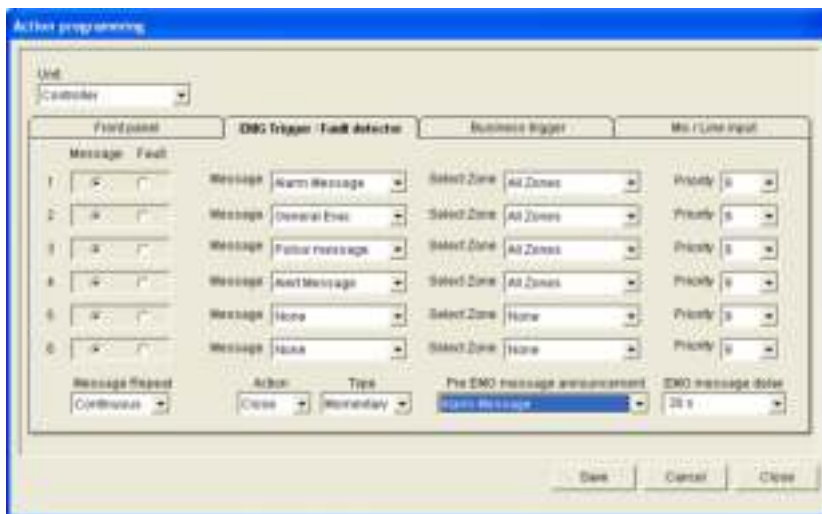 Action programming
Unit
Controller
Front panel EMG Trigger / Fault detector Business trigger Mic / Line input
Message Fault
1 Message Alarm Message Select Zone All Zones Priority
2 Message General Evac Select Zone All Zones Priority
3 Message Police message Select Zone All Zones Priority
4 Message Alert Message Select Zone All Zones Priority
5 Message None Select Zone None Priority
6 Message None Select Zone None Priority
Message Repeat Action Type Pre EMG message announcement EMG message delay
Continuous Close Momentary Alarm Message
Save Cancel Close